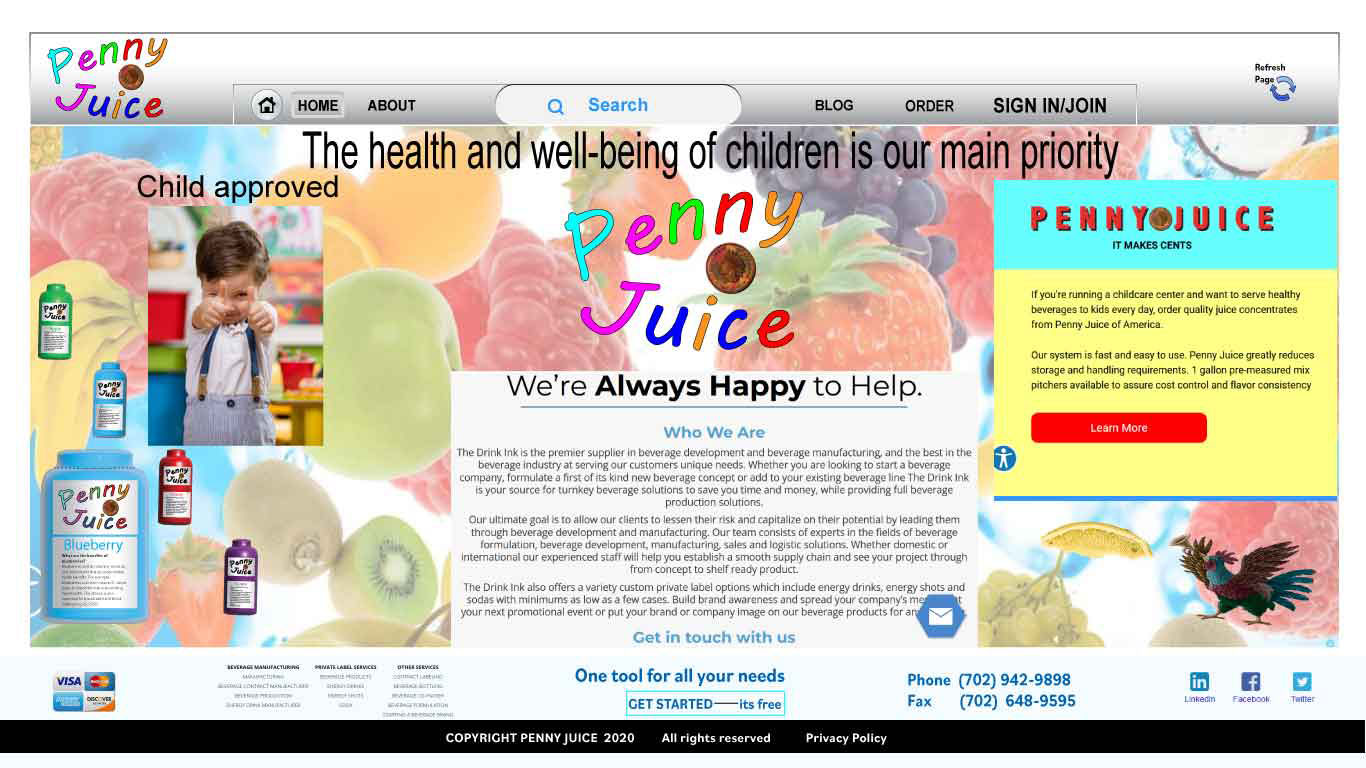 Penny
Juice
HOME
ABOUT
Search
BLOG
ORDER
SIGN IN/JOIN
Refresh
Page
The health and well-being of children is our main priority
Child approved
Penny
Juice
PENNY JUICE
IT MAKES CENTS
If you're running a childcare center and want to serve healthy
beverages to kids every day, order quality juice concentrates
from Penny Juice of America.
Our system is fast and easy to use. Penny Juice greatly reduces
storage and handling requirements. 1 gallon pre-measured mix
pitchers available to assure cost control and flavor consistency
Learn More
Penny
Juice
Penny
Juice
Penny
Juice
Penny
Juice
Blueberry
Penny
Juice
We're Always Happy to Help.
Who We Are
The Drink Ink is the premier supplier in beverage development and beverage manufacturing, and the best in the
beverage industry at serving our customers unique needs. Whether you are looking to start a beverage
company, formulate a first of its kind new beverage concept or add to your existing beverage line The Drink Ink
is your source for turnkey beverage solutions to save you time and money, while providing full beverage
production solutions.
Our ultimate goal is to allow our clients to lessen their risk and capitalize on their potential by leading them
through beverage development and manufacturing. Our team consists of experts in the fields of beverage
formulation, beverage development, manufacturing, sales and logistic solutions. Whether domestic or
international our experienced staff will help you establish a smooth supply chain and see your project through
from concept to shelf ready product.
The Drink Ink also offers a variety custom private label options which include energy drinks, energy shots and
sodas with minimums as low as a few cases. Build brand awareness and spread your company's
your next promotional event or put your brand or company image on our beverage products for
Get in touch with us
VISA
DISCOVER
BEVERAGE MANUFACTURING
MANUFACTURING
BEVERAGE CONTRACT MANUFACTURER
BEVERAGE PRODUCTION
ENERGY DRINK MANUFACTURER
PRIVATE LABEL SERVICES
BEVERAGE PRODUCTS
ENERGY DRINKS
ENERGY SHOTS
SODA
OTHER SERVICES
CONTRACT LABELING
BEVERAGE BOTTLING
BEVERAGE CO-PACKER
BEVERAGE FORMULATION
STARTING A BEVERAGE BRAND
One tool for all your needs
GET STARTED—its free
Phone (702) 942-9898
Fax (702) 648-9595
LinkedIn
Facebook
Twitter
COPYRIGHT PENNY JUICE 2020 All rights reserved Privacy Policy